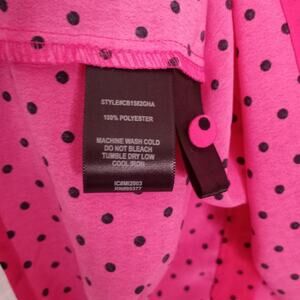 STYLE#CB1582GHA
100% POLYESTER
MACHINE WASH COLD
DO NOT BLEACH
TUMBLE DRY LOW
COOL IRON